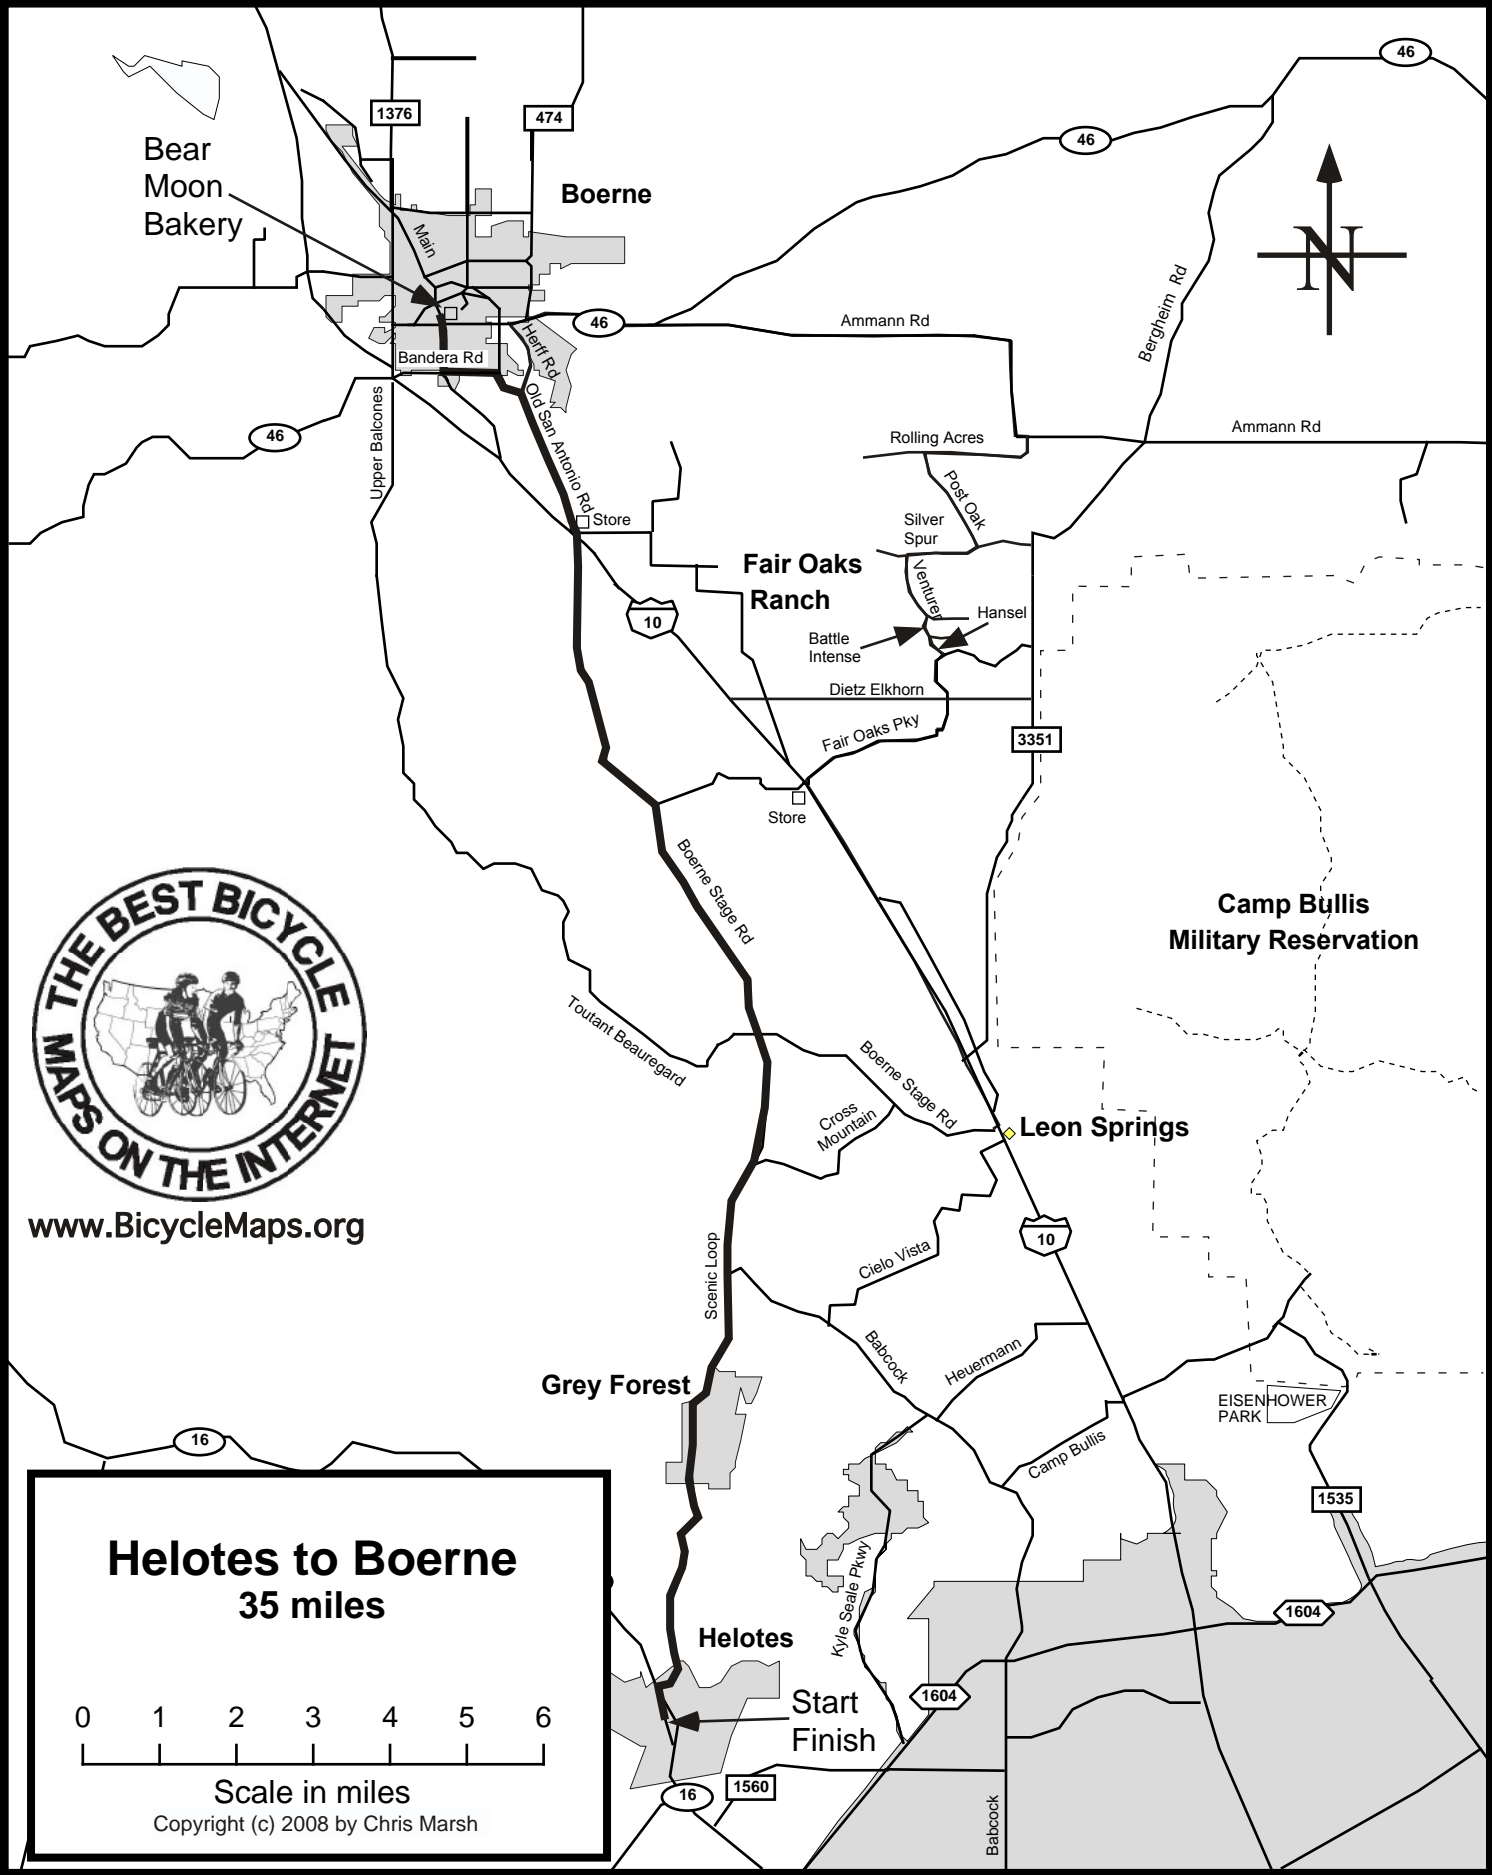 46
1376
474
46
Bear
Moon
Bakery
Boerne
Main
N
Bergheim Rd
46
Ammann Rd
Herff Rd
Bandera Rd
Old San Antonio Rd
Upper Balcones
46
Rolling Acres
Ammann Rd
Post Oak
Store
Silver
Spur
Fair Oaks
Ranch
Venturer
Hansel
10
Battle
Intense
Dietz Elkhorn
Fair Oaks Pky
3351
Store
Boerne Stage Rd
Camp Bullis
Military Reservation
THE BEST BICYCLE
MAPS ON THE INTERNET
www.BicycleMaps.org
Toutant Beauregard
Boerne Stage Rd
Cross
Mountain
Leon Springs
10
Cielo Vista
Scenic Loop
Babcock
Heuermann
Grey Forest
EISENHOWER
PARK
16
Camp Bullis
1535
Kyle Seale Pkwy
1604
Helotes
1604
Start
Finish
16
1560
Babcock
Helotes to Boerne
35 miles
0 1 2 3 4 5 6
Scale in miles
Copyright (c) 2008 by Chris Marsh